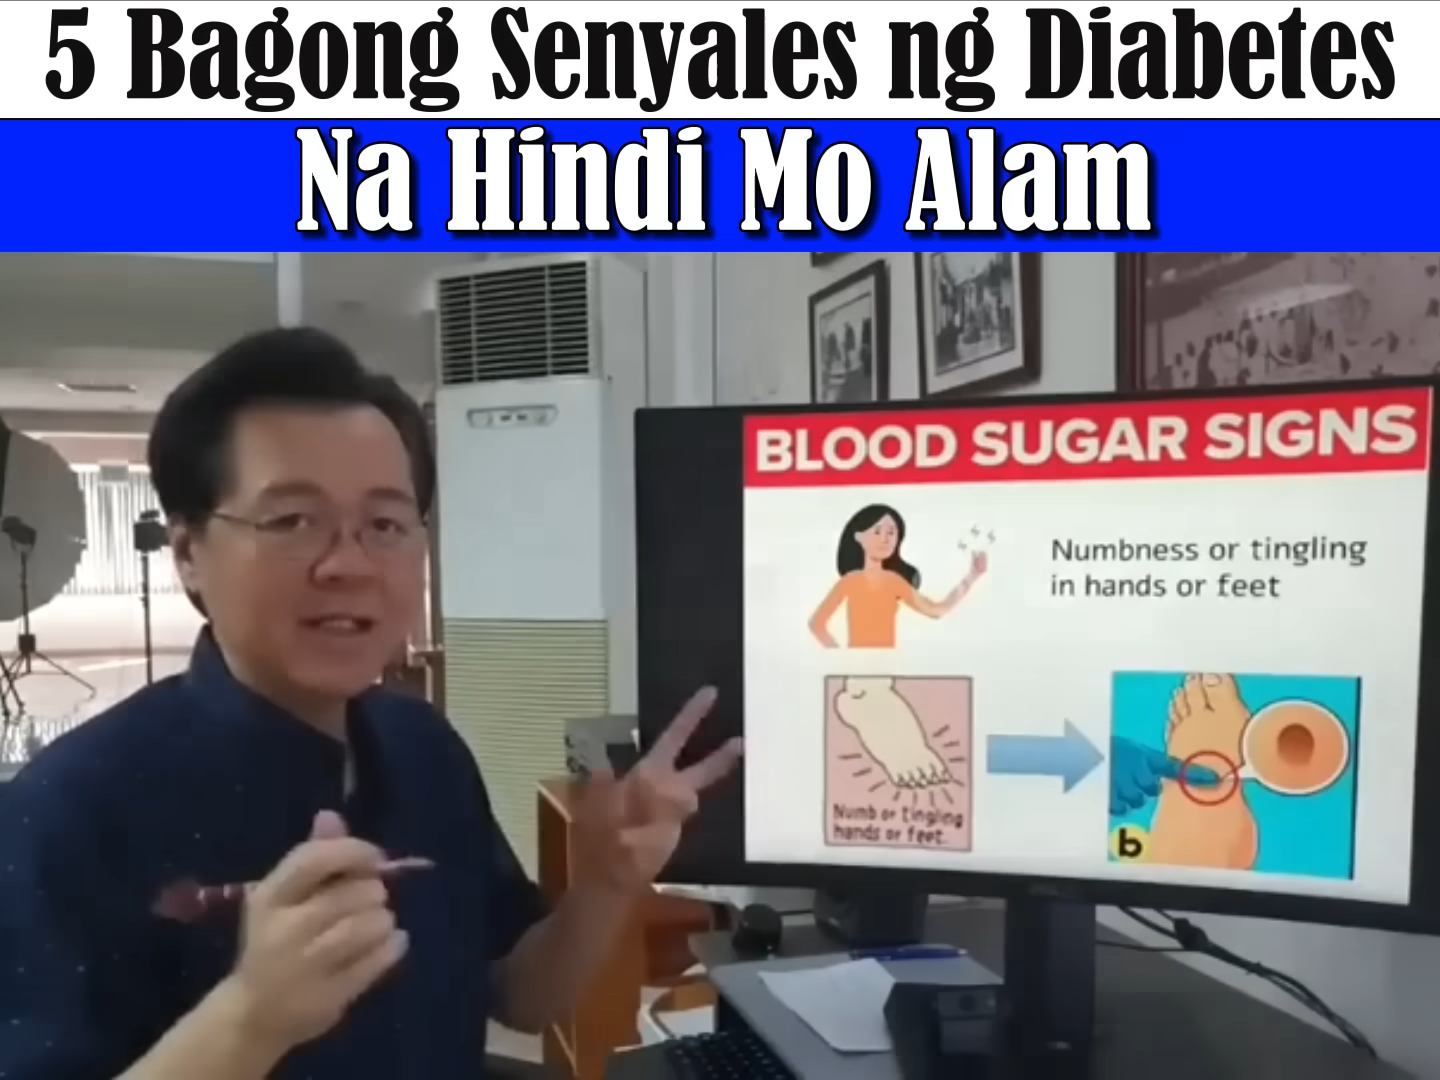 5 Bagong Senyales ng Diabetes
Na Hindi Mo Alam
BLOOD SUGAR SIGNS
Numbness or tingling
in hands or feet
Numb or tingling
hands or feet.
b